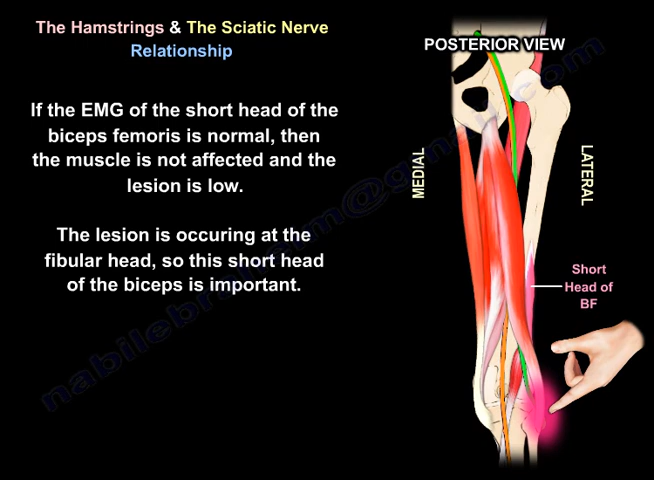 The Hamstrings & The Sciatic Nerve
Relationship
POSTERIOR VIEW
If the EMG of the short head of the
biceps femoris is normal, then
the muscle is not affected and the
lesion is low.
The lesion is occuring at the
fibular head, so this short head
of the biceps is important.
MEDIAL
LATERAL
Short
Head of
BF